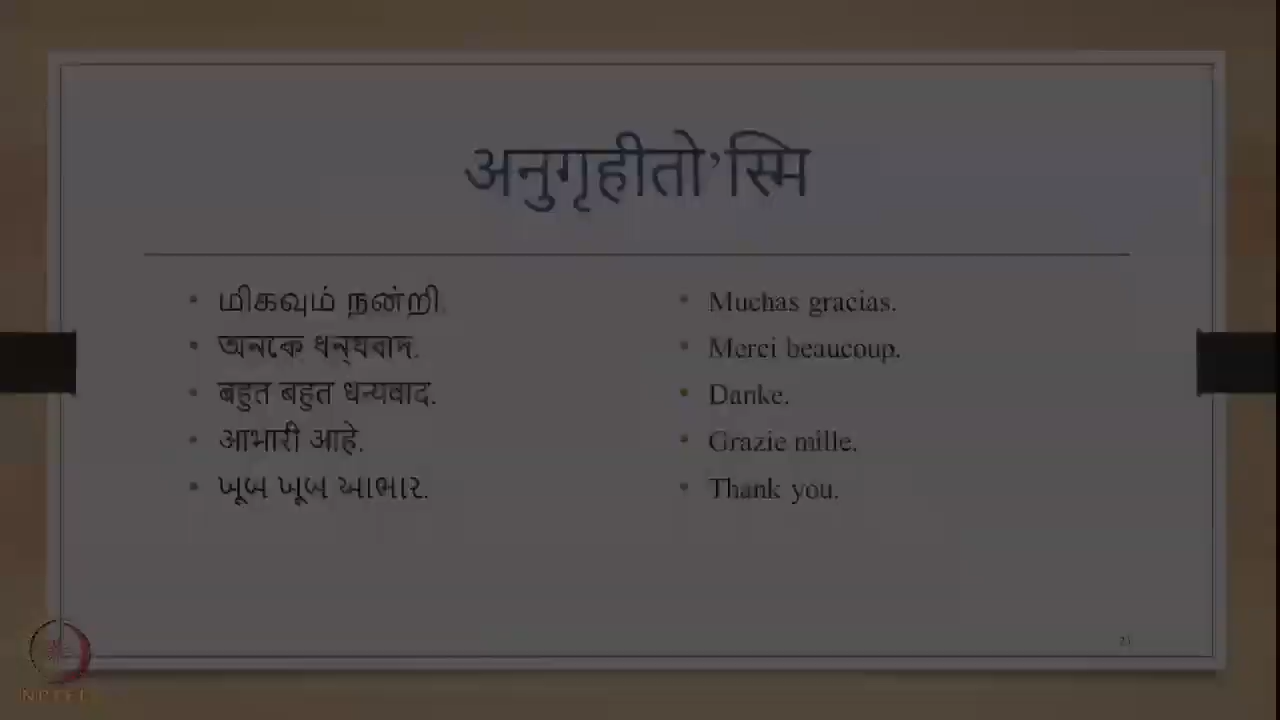 अनुगृहीतो’स्मि
மிகவும் நன்றி.
অনেক ধন্যবাদ.
बहुत बहुत धन्यवाद.
आभारी आहे.
ખૂબ ખૂબ આભાર.
Muchas gracias.
Merci beaucoup.
Danke.
Grazie mille.
Thank you.
NPTEL